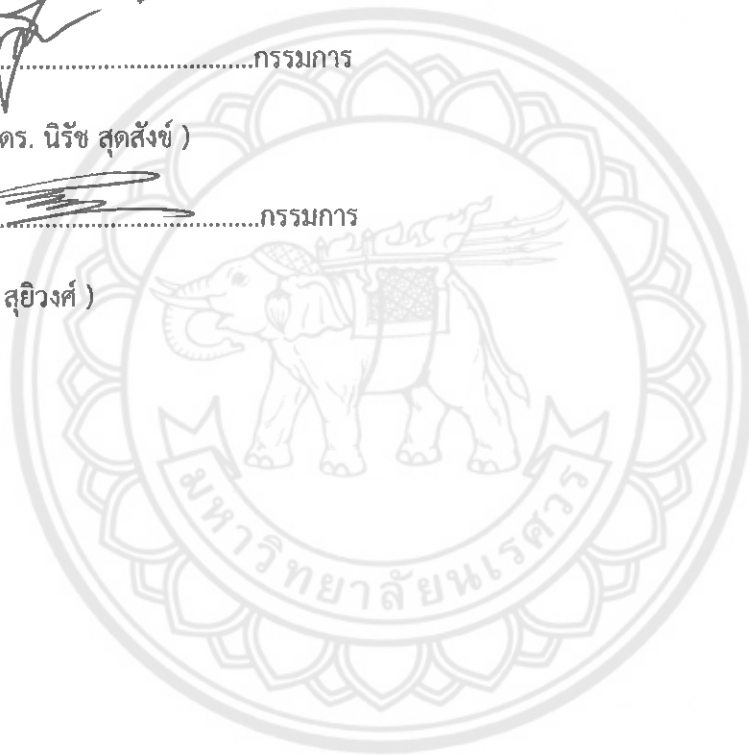 ....................................กรรมการ
ดร. นิรัช สุดสังข์ )
....................................กรรมการ
สุยิวงศ์ )
มหาวิทยาลัยนเรศวร